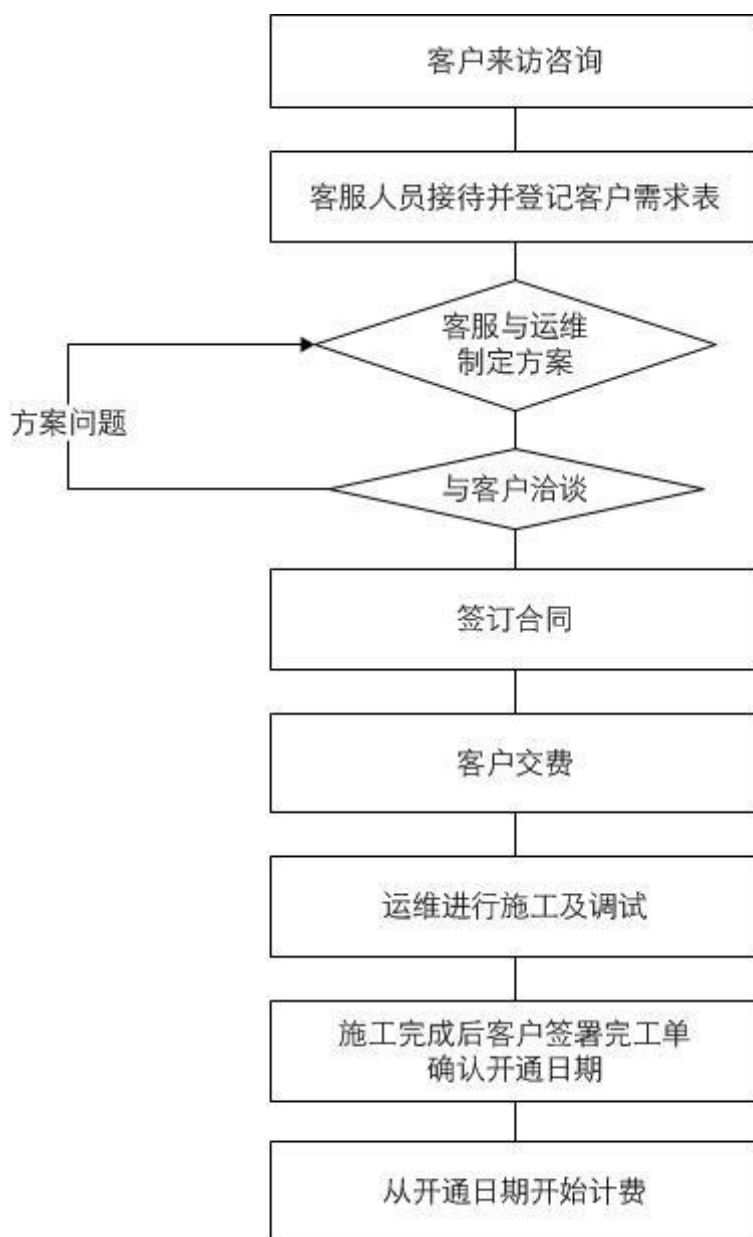 客户来访咨询
客服人员接待并登记客户需求表
客服与运维
制定方案
方案问题
与客户洽谈
签订合同
客户交费
运维进行施工及调试
施工完成后客户签署完工单
确认开通日期
从开通日期开始计费